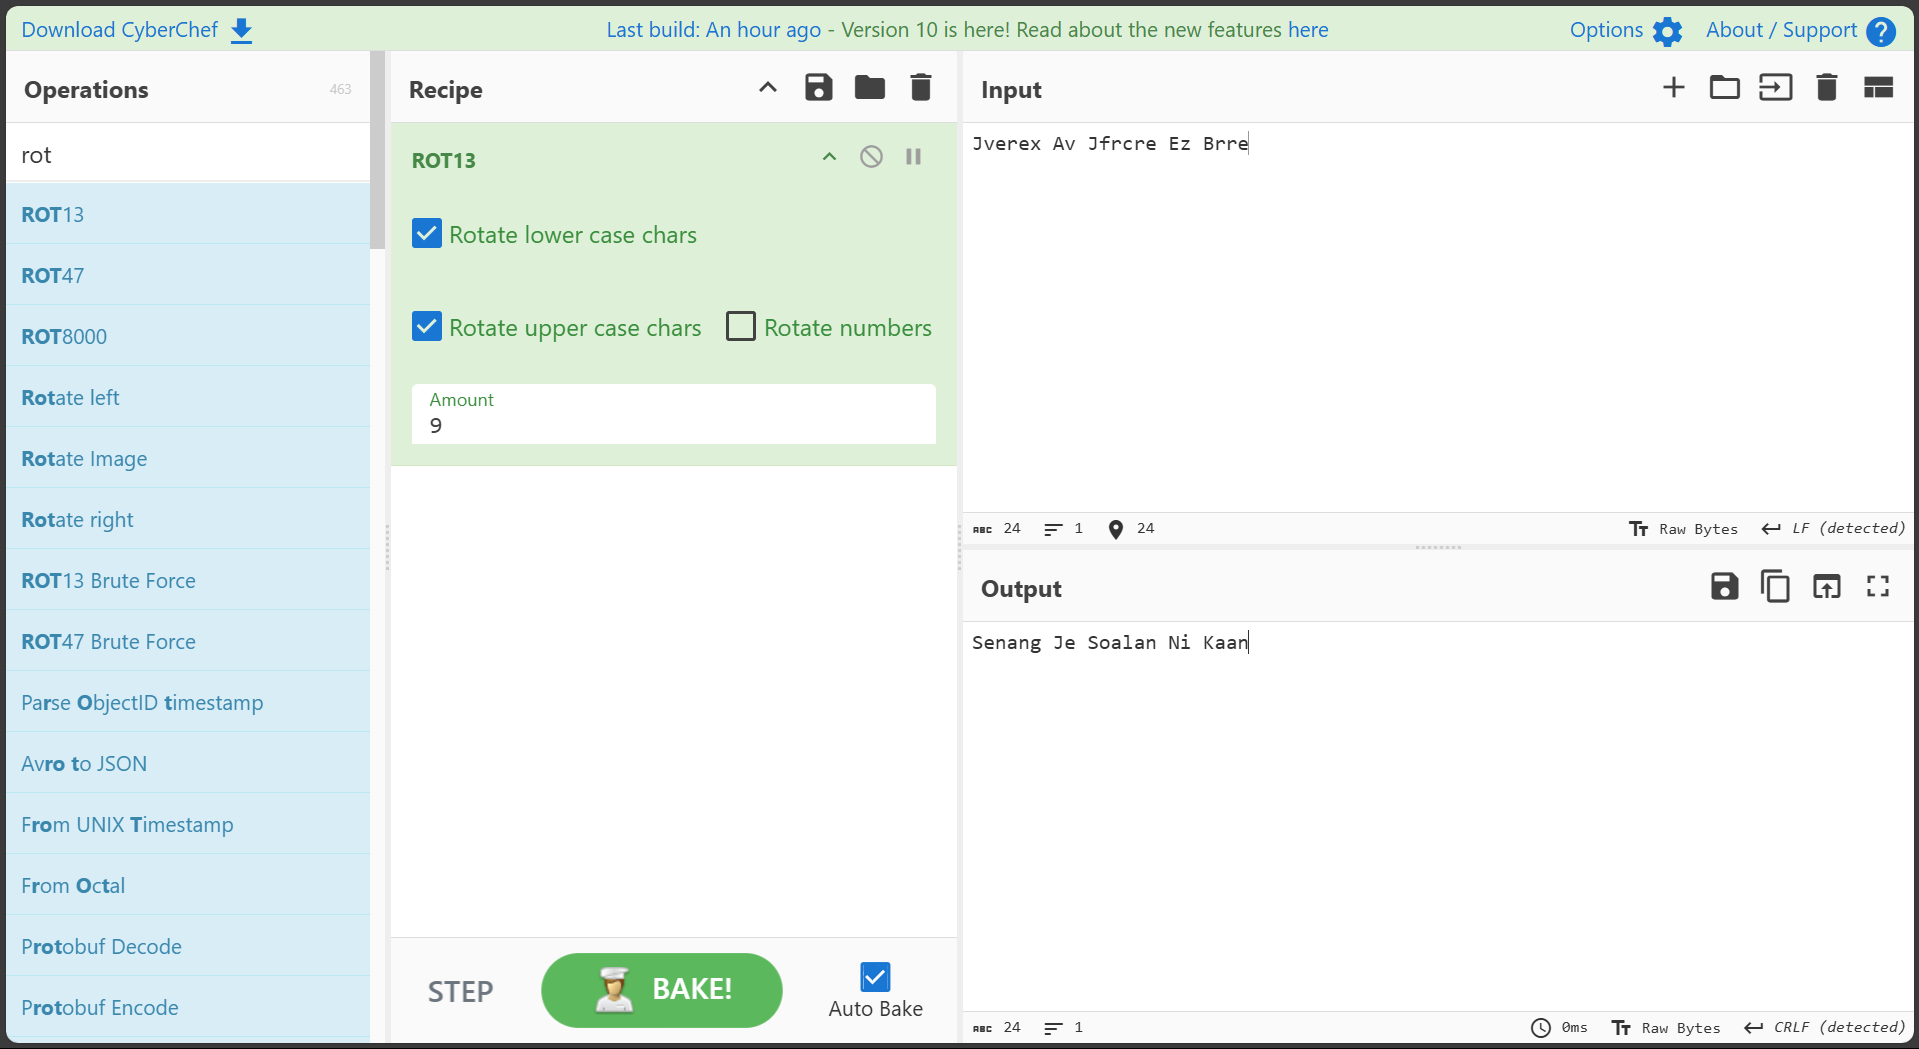 Download CyberChef
Last build: An hour ago - Version 10 is here! Read about the new features here
Options
About / Support
Operations
463
rot
ROT13
ROT47
ROT8000
Rotate left
Rotate Image
Rotate right
ROT13 Brute Force
ROT47 Brute Force
Parse ObjectID timestamp
Avro to JSON
From UNIX Timestamp
From Octal
Protobuf Decode
Protobuf Encode
Recipe
ROT13
Rotate lower case chars
Rotate upper case chars
Rotate numbers
Amount
9
STEP
BAKE!
Auto Bake
Input
Jverex Av Jfrcre Ez Brre
ABC 24
1
24
Raw Bytes
LF (detected)
Output
Senang Je Soalan Ni Kaan
ABC 24
1
0ms
Raw Bytes
CRLF (detected)